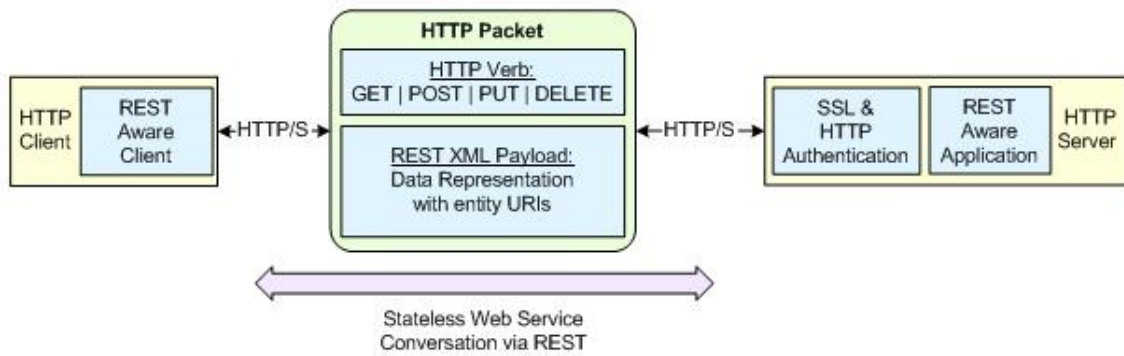 HTTP Packet
HTTP Verb:
GET | POST | PUT | DELETE
REST XML Payload:
Data Representation
with entity URIs
HTTP
Client
REST
Aware
Client
HTTP/S
HTTP/S
SSL &
HTTP
Authentication
REST
Aware
Application
HTTP
Server
Stateless Web Service
Conversation via REST